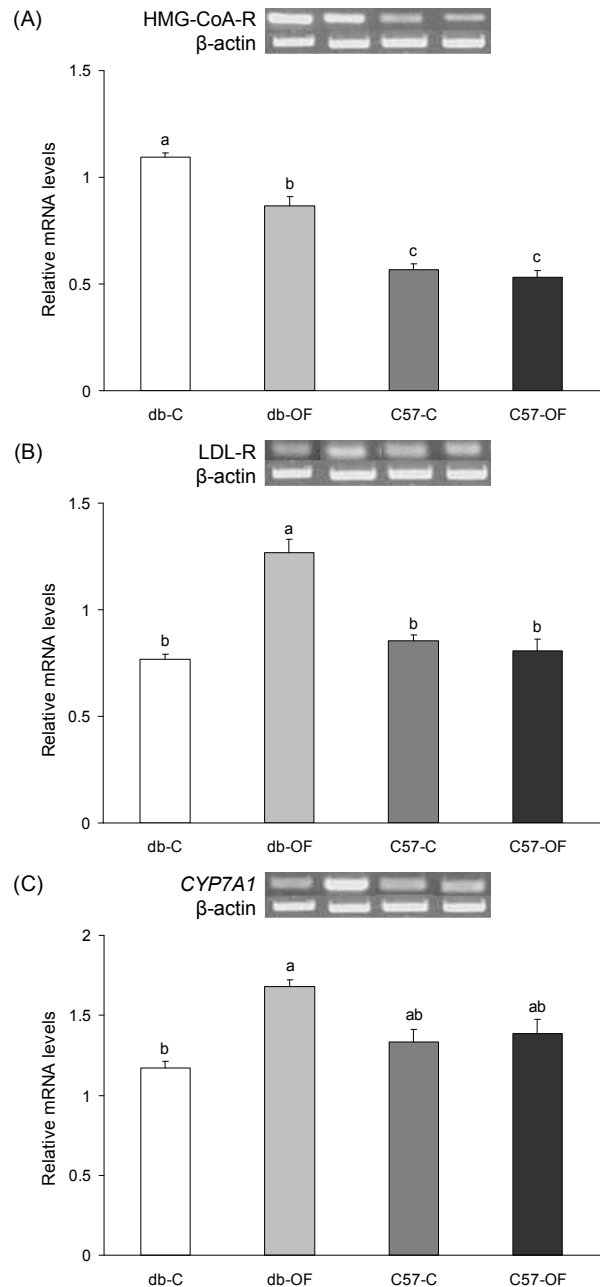 (A)
HMG-CoA-R
β-actin
1.5
1
0.5
0
Relative mRNA levels
a
b
c
c
db-C db-OF C57-C C57-OF
(B)
LDL-R
β-actin
1.5
1
0.5
0
Relative mRNA levels
b
a
b
b
db-C db-OF C57-C C57-OF
(C)
CYP7A1
β-actin
2
1.5
1
0.5
0
Relative mRNA levels
b
a
ab
ab
db-C db-OF C57-C C57-OF